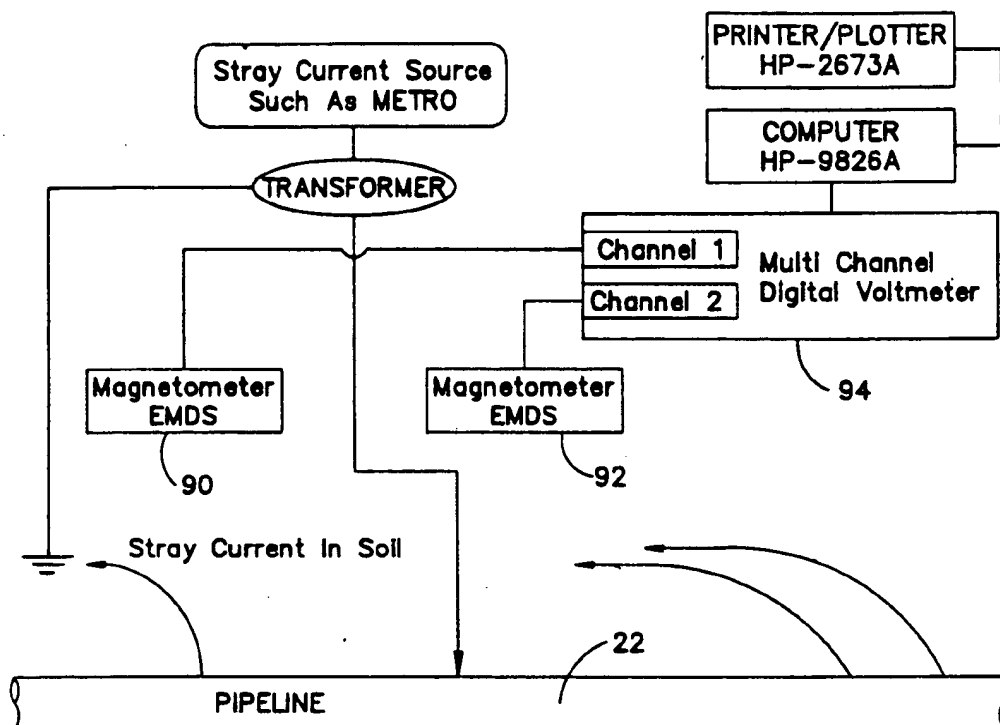 PRINTER/PLOTTER
HP-2673A
Stray Current Source
Such As METRO
COMPUTER
HP-9826A
TRANSFORMER
Channel 1
Channel 2
Multi Channel
Digital Voltmeter
94
Magnetometer
EMDS
90
Magnetometer
EMDS
92
Stray Current In Soil
22
PIPELINE